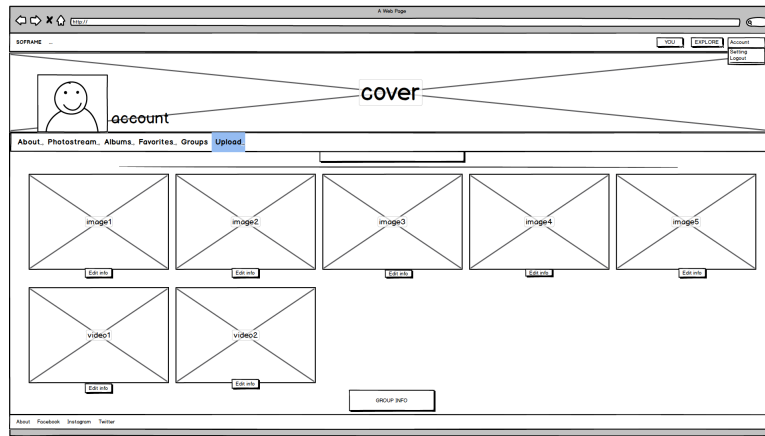 A Web Page
http://
SOFRAME ...
YOU EXPLORE Account
Setting
Logout
cover
account
About_ Photostream_ Albums_ Favorites_ Groups Upload_
image1 image2 image3 image4 image5
Edit info Edit info Edit info Edit info Edit info
video1 video2
Edit info Edit info
GROUP INFO
About Facebook Instagram Twitter